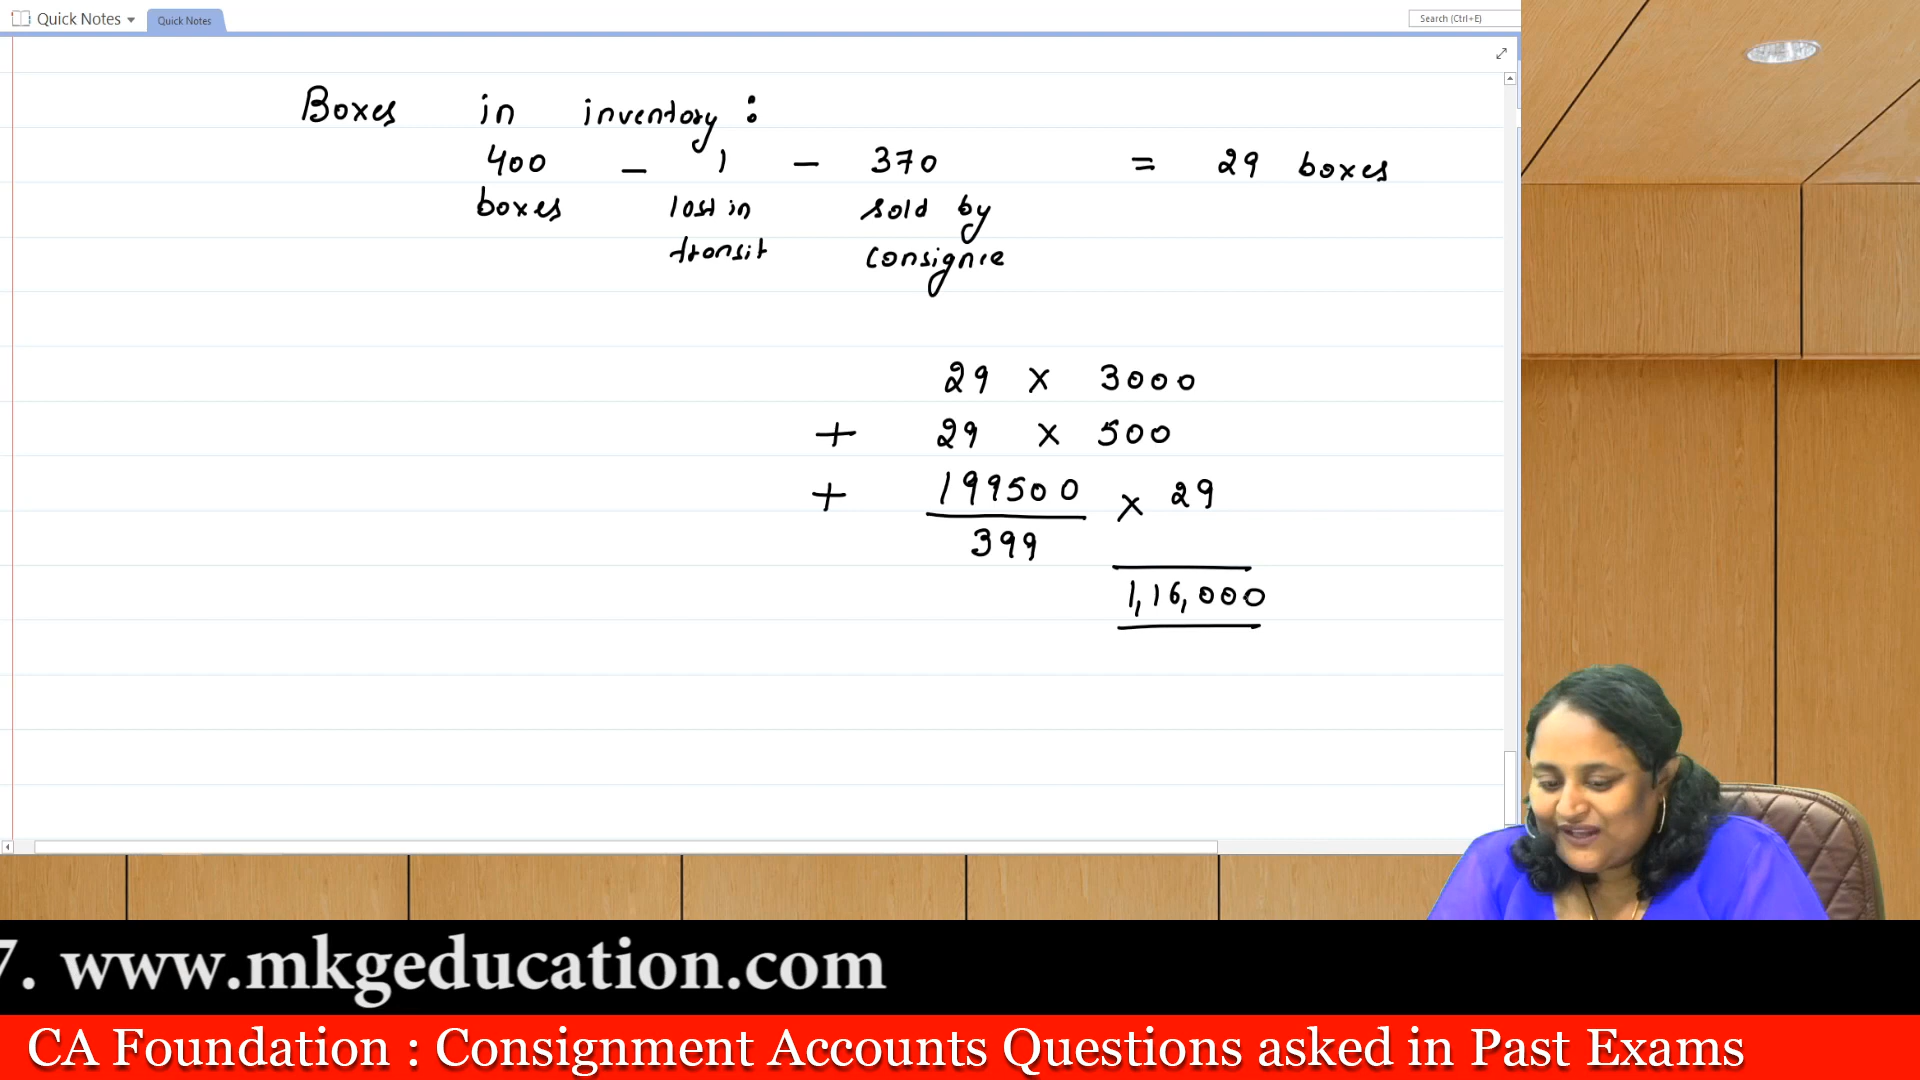 Quick Notes
Quick Notes
Search (Ctrl+E)
Boxes in inventory :
400 - 1 - 370 = 29 boxes
boxes lost in sold by
transit consignee
29 x 3000
+ 29 x 500
+ 199500 x 29
399
1,16,000
7. www.mkgeducation.com
CA Foundation : Consignment Accounts Questions asked in Past Exams